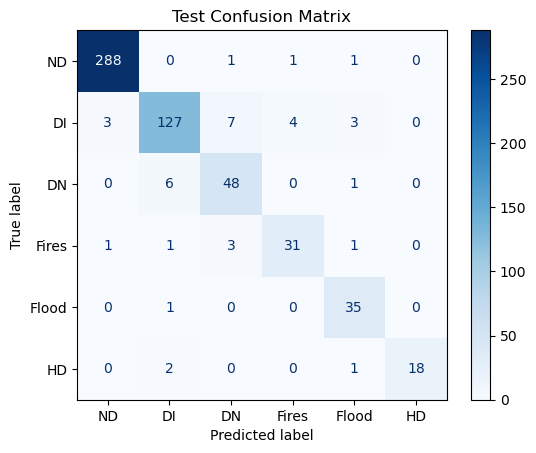 Test Confusion Matrix
ND 288 0 1 1 1 0
DI 3 127 7 4 3 0
DN 0 6 48 0 1 0
Fires 1 1 3 31 1 0
Flood 0 1 0 0 35 0
HD 0 2 0 0 1 18
ND DI DN Fires Flood HD
Predicted label
True label
250
200
150
100
50
0